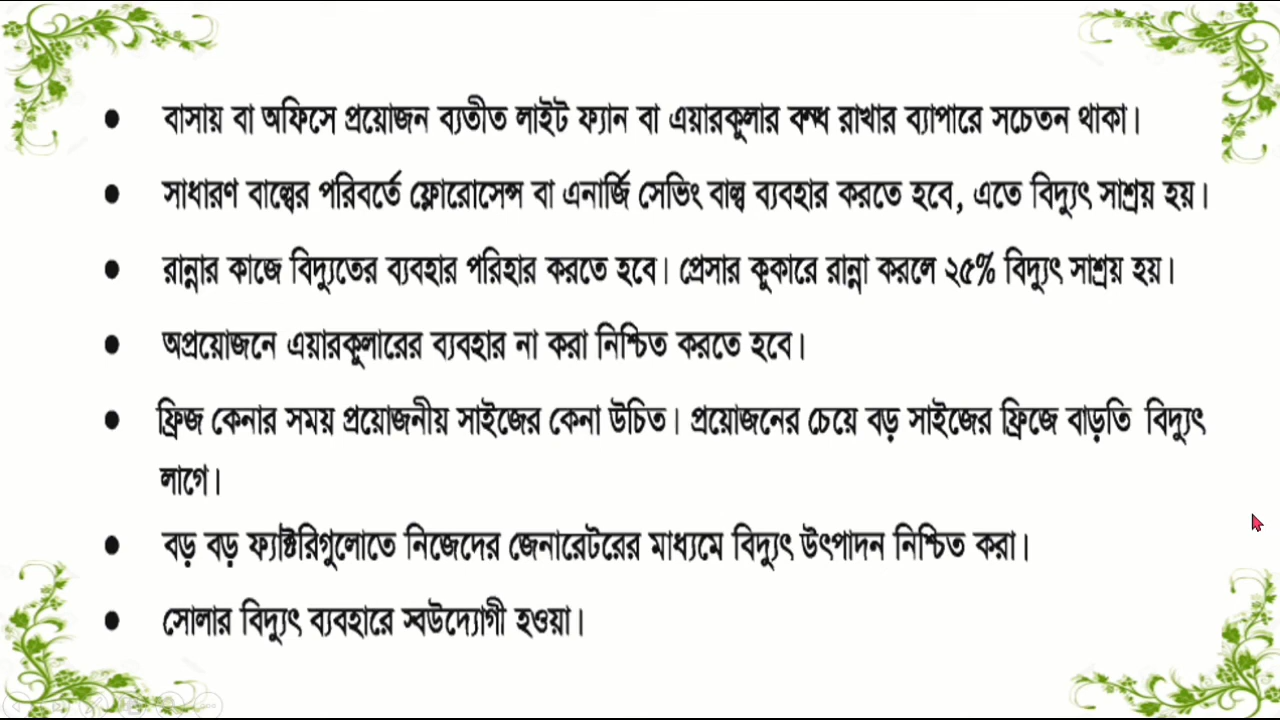 • বাসায় বা অফিসে প্রয়োজন ব্যতীত লাইট ফ্যান বা এয়ারকুলার বন্ধ রাখার ব্যাপারে সচেতন থাকা।
• সাধারণ বাল্বের পরিবর্তে ফ্লোরোসেন্স বা এনার্জি সেভিং বাল্ব ব্যবহার করতে হবে, এতে বিদ্যুৎ সাশ্রয় হয়।
• রান্নার কাজে বিদ্যুতের ব্যবহার পরিহার করতে হবে। প্রেসার কুকারে রান্না করলে ২৫% বিদ্যুৎ সাশ্রয় হয়।
• অপ্রয়োজনে এয়ারকুলারের ব্যবহার না করা নিশ্চিত করতে হবে।
• ফ্রিজ কেনার সময় প্রয়োজনীয় সাইজের কেনা উচিত। প্রয়োজনের চেয়ে বড় সাইজের ফ্রিজে বাড়তি বিদ্যুৎ
লাগে।
• বড় বড় ফ্যাক্টরিগুলোতে নিজেদের জেনারেটরের মাধ্যমে বিদ্যুৎ উৎপাদন নিশ্চিত করা।
• সোলার বিদ্যুৎ ব্যবহারে স্বউদ্যোগী হওয়া।